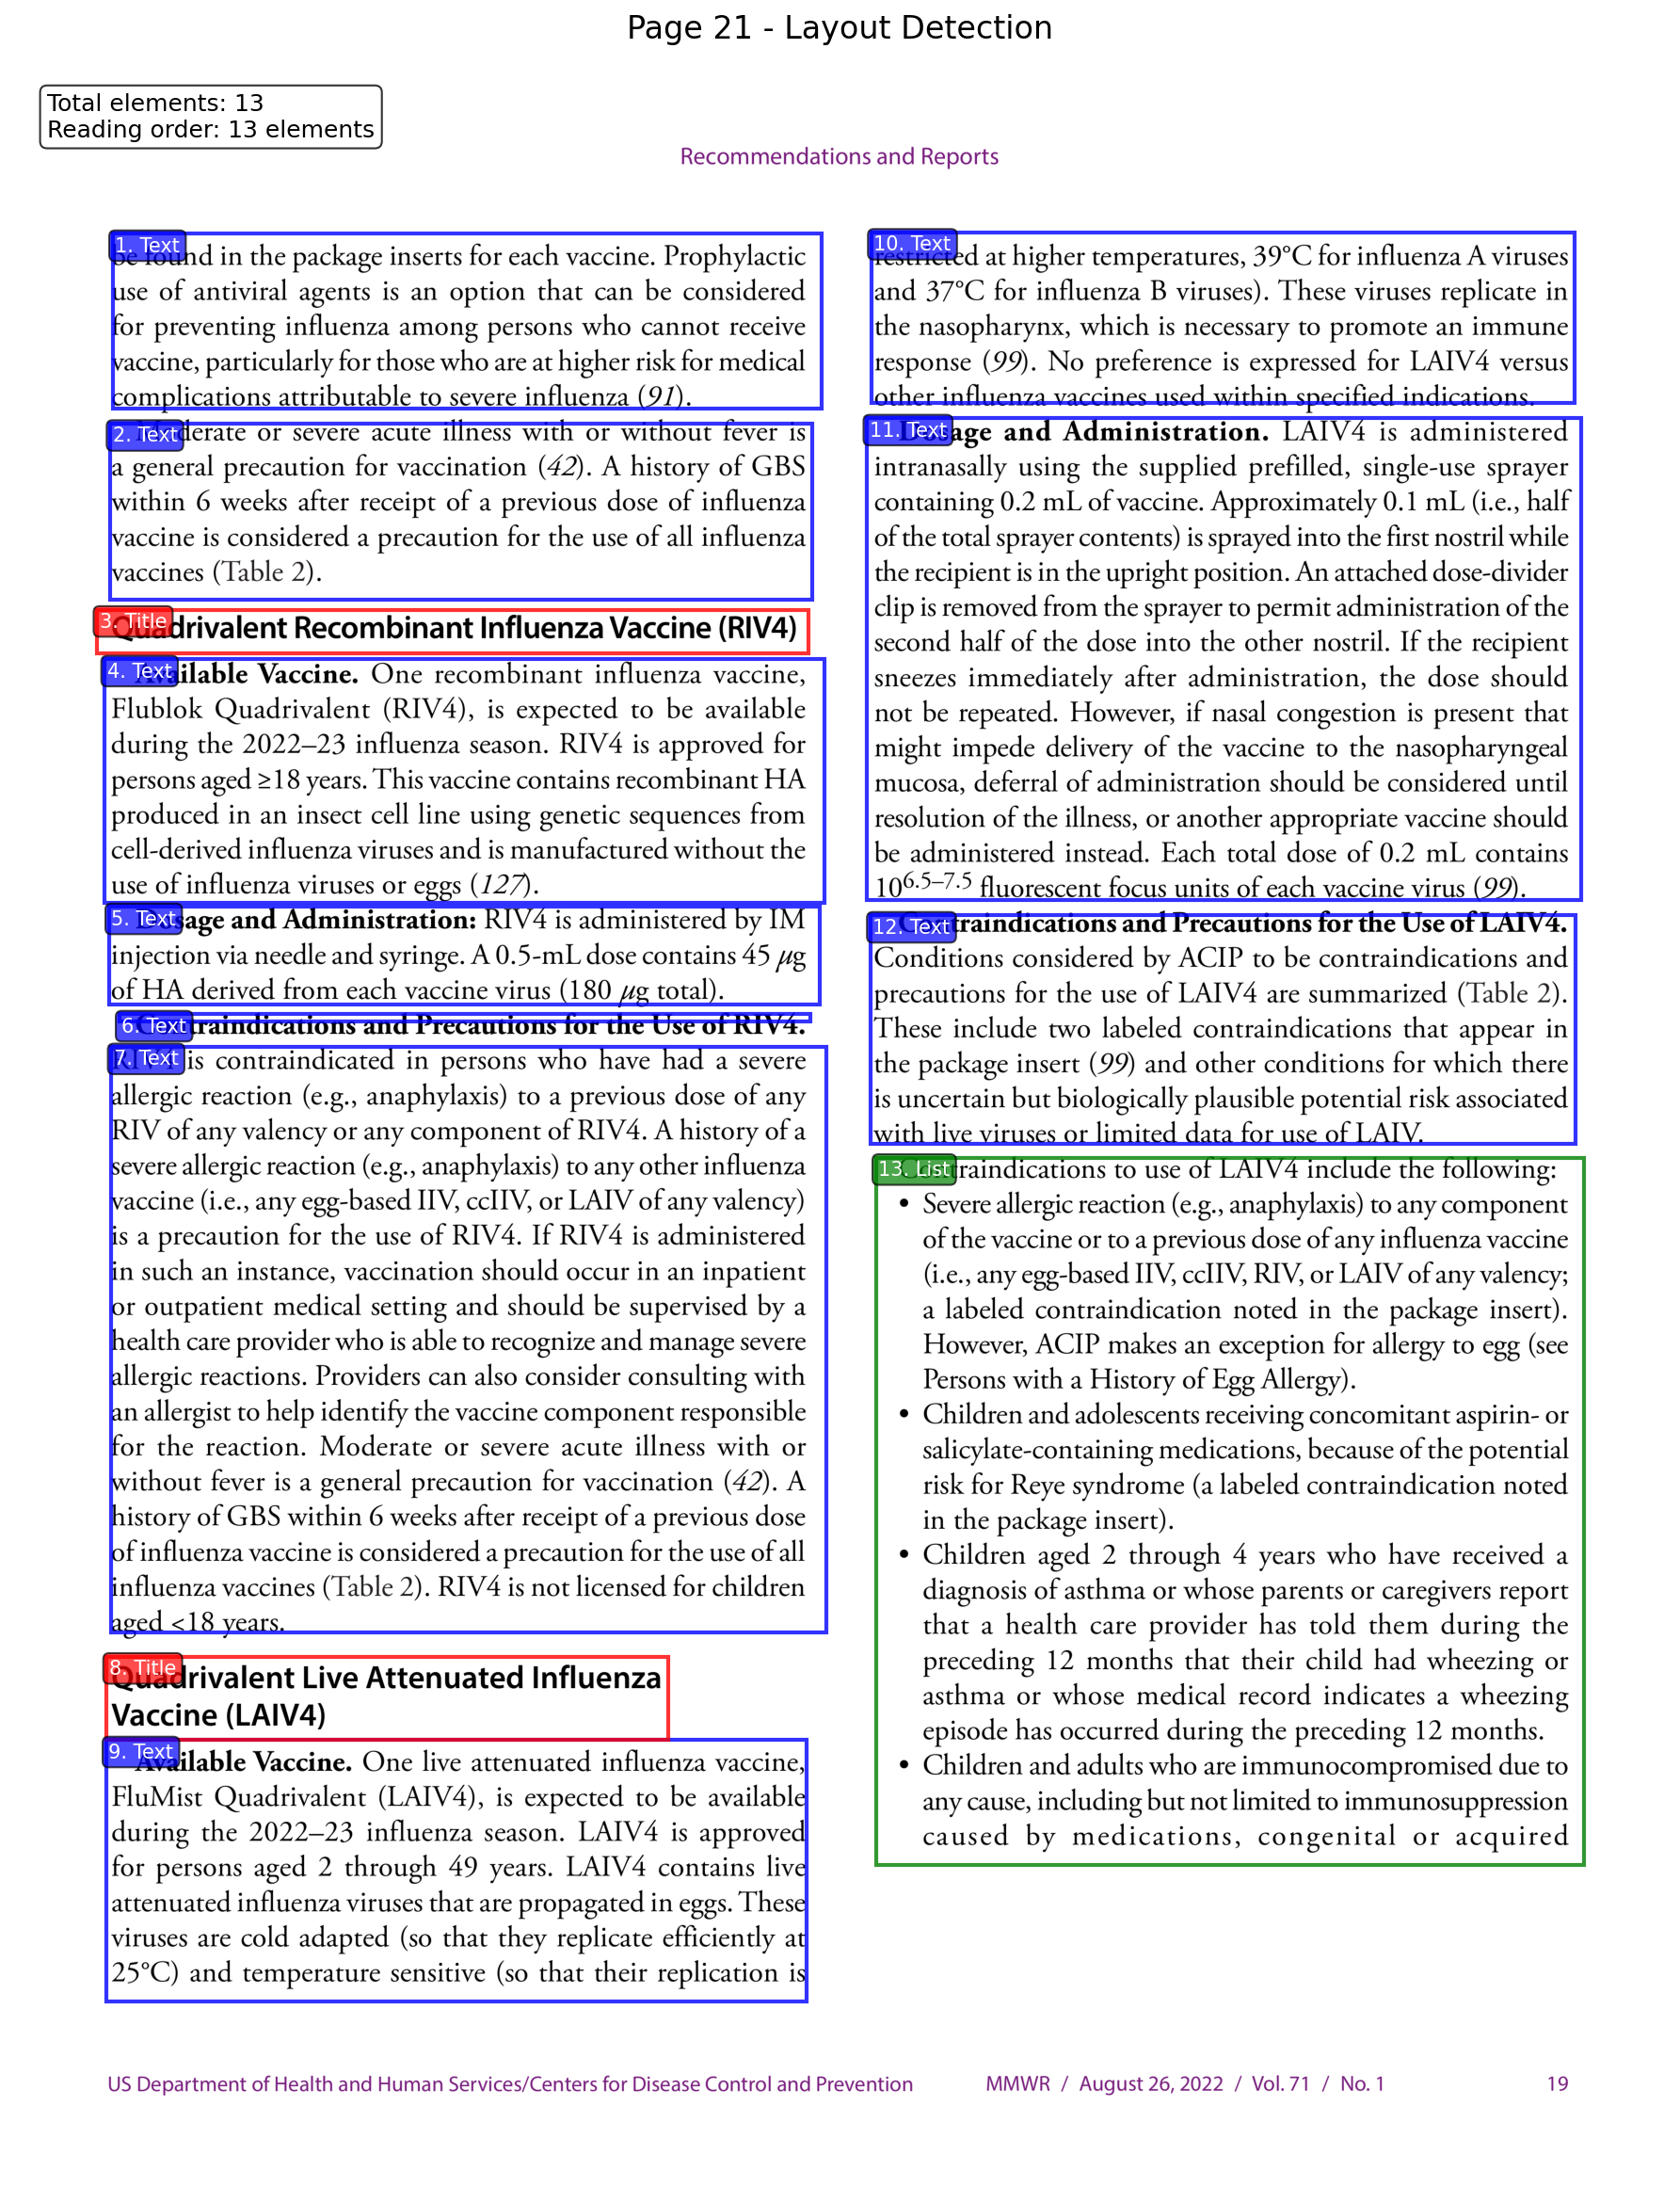 Page 21 - Layout Detection
Total elements: 13
Reading order: 13 elements
Recommendations and Reports
1. Text
be found in the package inserts for each vaccine. Prophylactic
use of antiviral agents is an option that can be considered
for preventing influenza among persons who cannot receive
vaccine, particularly for those who are at higher risk for medical
complications attributable to severe influenza (91).
2. Text
Moderate or severe acute illness with or without fever is
a general precaution for vaccination (42). A history of GBS
within 6 weeks after receipt of a previous dose of influenza
vaccine is considered a precaution for the use of all influenza
vaccines (Table 2).
3. Title
Quadrivalent Recombinant Influenza Vaccine (RIV4)
4. Text
Available Vaccine. One recombinant influenza vaccine,
Flublok Quadrivalent (RIV4), is expected to be available
during the 2022–23 influenza season. RIV4 is approved for
persons aged ≥18 years. This vaccine contains recombinant HA
produced in an insect cell line using genetic sequences from
cell-derived influenza viruses and is manufactured without the
use of influenza viruses or eggs (127).
5. Text
Dosage and Administration: RIV4 is administered by IM
injection via needle and syringe. A 0.5-mL dose contains 45 µg
of HA derived from each vaccine virus (180 µg total).
6. Text
Contraindications and Precautions for the Use of RIV4.
7. Text
RIV4 is contraindicated in persons who have had a severe
allergic reaction (e.g., anaphylaxis) to a previous dose of any
RIV of any valency or any component of RIV4. A history of a
severe allergic reaction (e.g., anaphylaxis) to any other influenza
vaccine (i.e., any egg-based IIV, ccIIV, or LAIV of any valency)
is a precaution for the use of RIV4. If RIV4 is administered
in such an instance, vaccination should occur in an inpatient
or outpatient medical setting and should be supervised by a
health care provider who is able to recognize and manage severe
allergic reactions. Providers can also consider consulting with
an allergist to help identify the vaccine component responsible
for the reaction. Moderate or severe acute illness with or
without fever is a general precaution for vaccination (42). A
history of GBS within 6 weeks after receipt of a previous dose
of influenza vaccine is considered a precaution for the use of all
influenza vaccines (Table 2). RIV4 is not licensed for children
aged <18 years.
8. Title
Quadrivalent Live Attenuated Influenza
Vaccine (LAIV4)
9. Text
Available Vaccine. One live attenuated influenza vaccine,
FluMist Quadrivalent (LAIV4), is expected to be available
during the 2022–23 influenza season. LAIV4 is approved
for persons aged 2 through 49 years. LAIV4 contains live
attenuated influenza viruses that are propagated in eggs. These
viruses are cold adapted (so that they replicate efficiently at
25°C) and temperature sensitive (so that their replication is
10. Text
restricted at higher temperatures, 39°C for influenza A viruses
and 37°C for influenza B viruses). These viruses replicate in
the nasopharynx, which is necessary to promote an immune
response (99). No preference is expressed for LAIV4 versus
other influenza vaccines used within specified indications.
11. Text
Dosage and Administration. LAIV4 is administered
intranasally using the supplied prefilled, single-use sprayer
containing 0.2 mL of vaccine. Approximately 0.1 mL (i.e., half
of the total sprayer contents) is sprayed into the first nostril while
the recipient is in the upright position. An attached dose-divider
clip is removed from the sprayer to permit administration of the
second half of the dose into the other nostril. If the recipient
sneezes immediately after administration, the dose should
not be repeated. However, if nasal congestion is present that
might impede delivery of the vaccine to the nasopharyngeal
mucosa, deferral of administration should be considered until
resolution of the illness, or another appropriate vaccine should
be administered instead. Each total dose of 0.2 mL contains
10^6.5–7.5 fluorescent focus units of each vaccine virus (99).
12. Text
Contraindications and Precautions for the Use of LAIV4.
Conditions considered by ACIP to be contraindications and
precautions for the use of LAIV4 are summarized (Table 2).
These include two labeled contraindications that appear in
the package insert (99) and other conditions for which there
is uncertain but biologically plausible potential risk associated
with live viruses or limited data for use of LAIV.
13. List
Contraindications to use of LAIV4 include the following:
• Severe allergic reaction (e.g., anaphylaxis) to any component
of the vaccine or to a previous dose of any influenza vaccine
(i.e., any egg-based IIV, ccIIV, RIV, or LAIV of any valency;
a labeled contraindication noted in the package insert).
However, ACIP makes an exception for allergy to egg (see
Persons with a History of Egg Allergy).
• Children and adolescents receiving concomitant aspirin- or
salicylate-containing medications, because of the potential
risk for Reye syndrome (a labeled contraindication noted
in the package insert).
• Children aged 2 through 4 years who have received a
diagnosis of asthma or whose parents or caregivers report
that a health care provider has told them during the
preceding 12 months that their child had wheezing or
asthma or whose medical record indicates a wheezing
episode has occurred during the preceding 12 months.
• Children and adults who are immunocompromised due to
any cause, including but not limited to immunosuppression
caused by medications, congenital or acquired
US Department of Health and Human Services/Centers for Disease Control and Prevention
MMWR / August 26, 2022 / Vol. 71 / No. 1
19